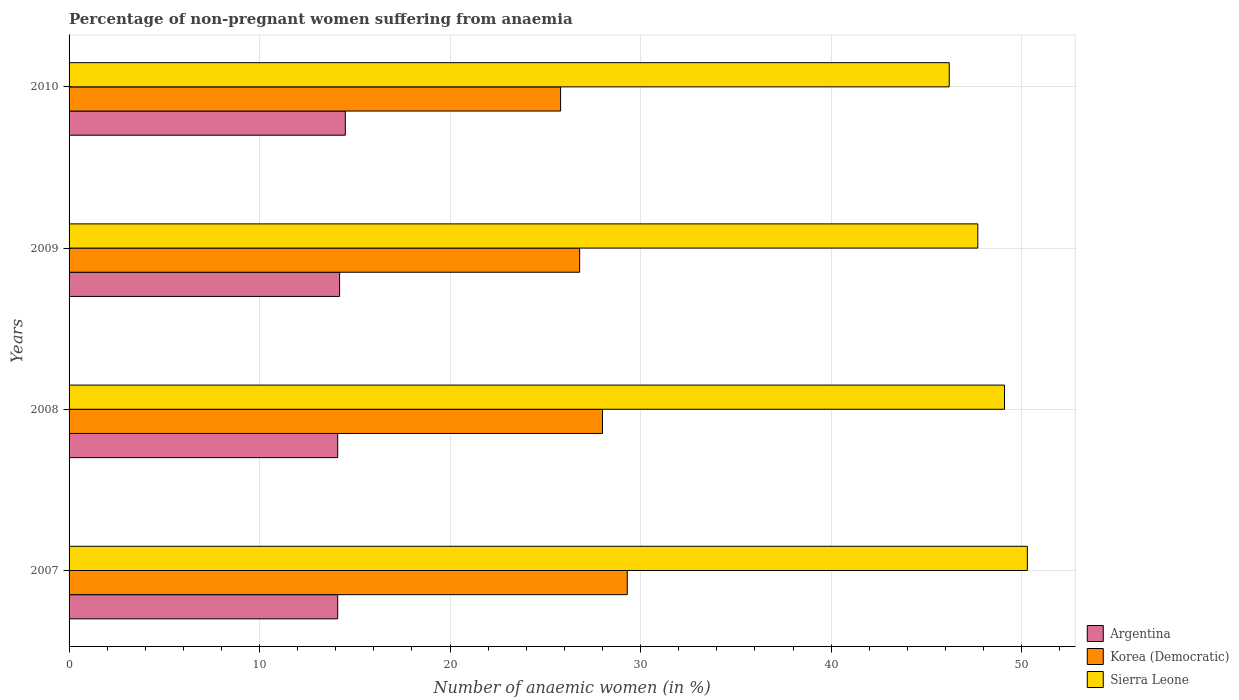 Percentage of non-pregnant women suffering from anaemia
2010
2009
2008
2007
Years
0
10
20
30
40
50
Number of anaemic women (in %)
Argentina
Korea (Democratic)
Sierra Leone